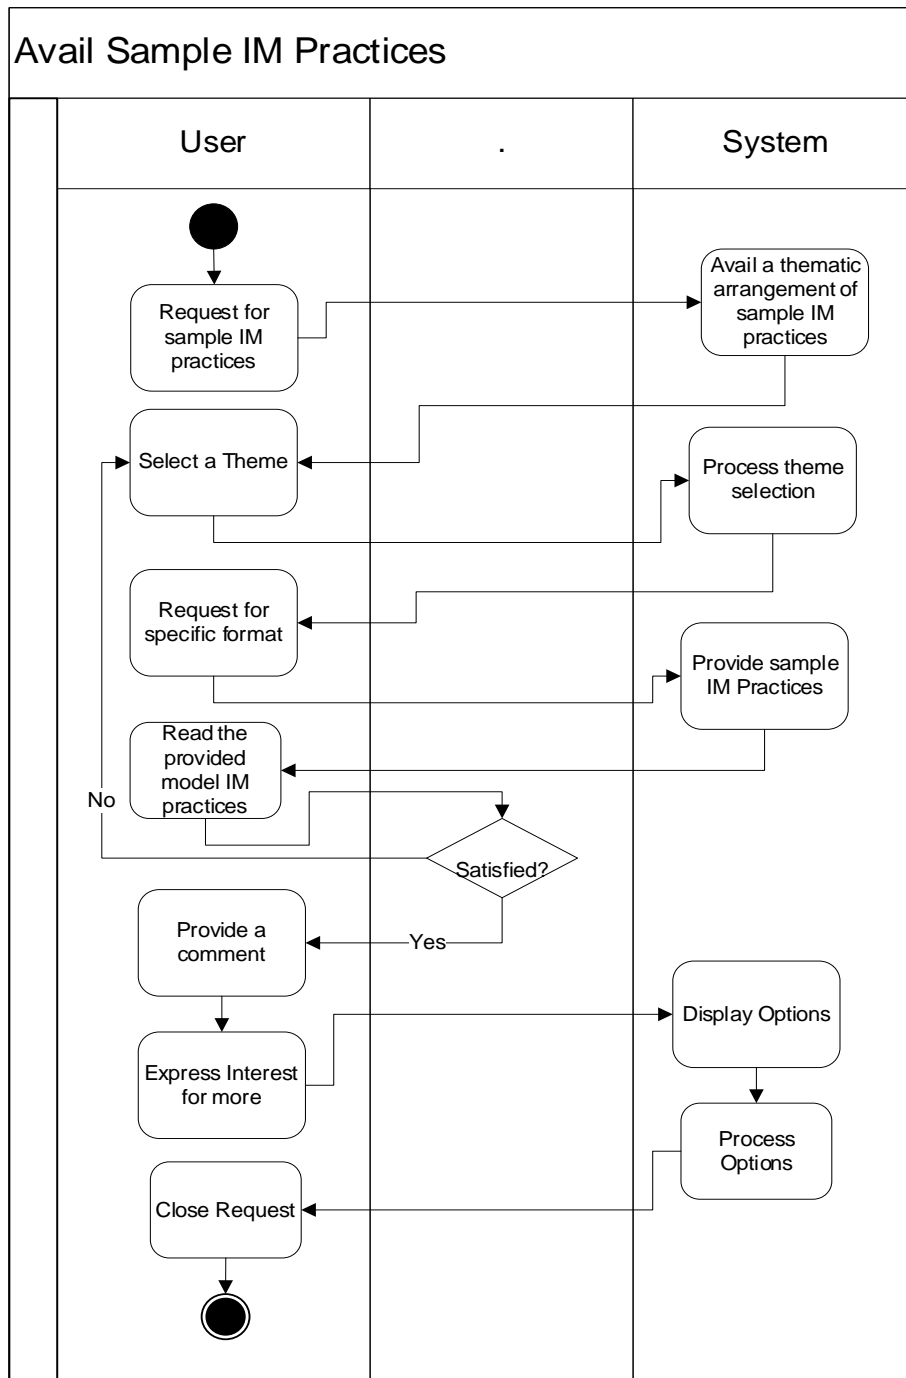 Avail Sample IM Practices
User
.
System
Request for
sample IM
practices
Avail a thematic
arrangement of
sample IM
practices
Select a Theme
Process theme
selection
Request for
specific format
Provide sample
IM Practices
Read the
provided
model IM
practices
No
Satisfied?
Provide a
comment
Yes
Display Options
Express Interest
for more
Process
Options
Close Request